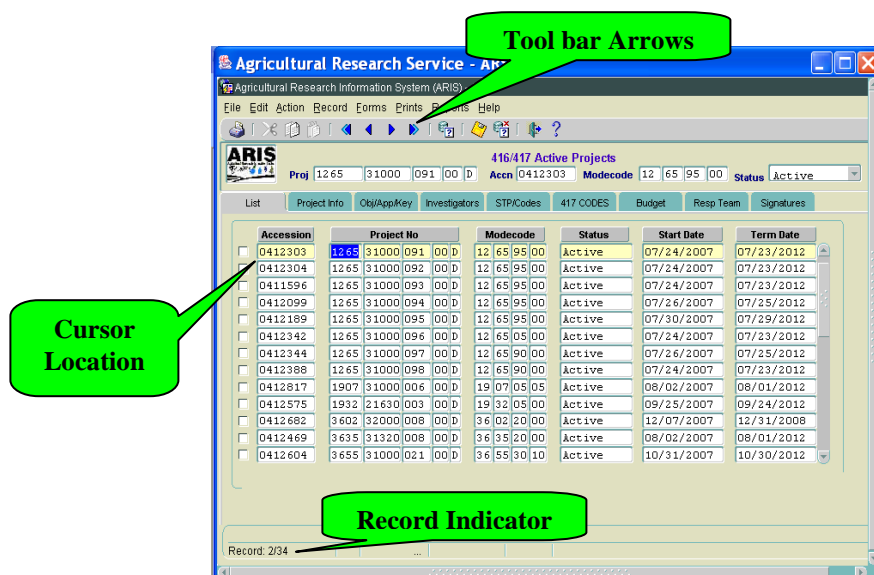 Tool bar Arrows
Agricultural Research Service - AR
Agricultural Research Information System (ARIS)
File Edit Action Record Forms Prints Reports Help
ARIS
416/417 Active Projects
Proj 1265 31000 091 00 D Accn 0412303 Modecode 12 65 95 00 Status Active
List Project Info Obj/App/Key Investigators STP/Codes 417 CODES Budget Resp Team Signatures
Accession Project No Modecode Status Start Date Term Date
0412303 1265 31000 091 00 D 12 65 95 00 Active 07/24/2007 07/23/2012
0412304 1265 31000 092 00 D 12 65 95 00 Active 07/24/2007 07/23/2012
0411596 1265 31000 093 00 D 12 65 95 00 Active 07/24/2007 07/23/2012
0412099 1265 31000 094 00 D 12 65 95 00 Active 07/26/2007 07/25/2012
0412189 1265 31000 095 00 D 12 65 95 00 Active 07/30/2007 07/29/2012
0412342 1265 31000 096 00 D 12 65 05 00 Active 07/24/2007 07/23/2012
0412344 1265 31000 097 00 D 12 65 90 00 Active 07/26/2007 07/25/2012
0412388 1265 31000 098 00 D 12 65 90 00 Active 07/24/2007 07/23/2012
0412817 1907 31000 006 00 D 19 07 05 05 Active 08/02/2007 08/01/2012
0412575 1932 21630 003 00 D 19 32 05 00 Active 09/25/2007 09/24/2012
0412682 3602 32000 008 00 D 36 02 20 00 Active 12/07/2007 12/31/2008
0412469 3635 31320 008 00 D 36 35 20 00 Active 08/02/2007 08/01/2012
0412604 3655 31000 021 00 D 36 55 30 10 Active 10/31/2007 10/30/2012
Cursor
Location
Record Indicator
Record: 2/34 ...